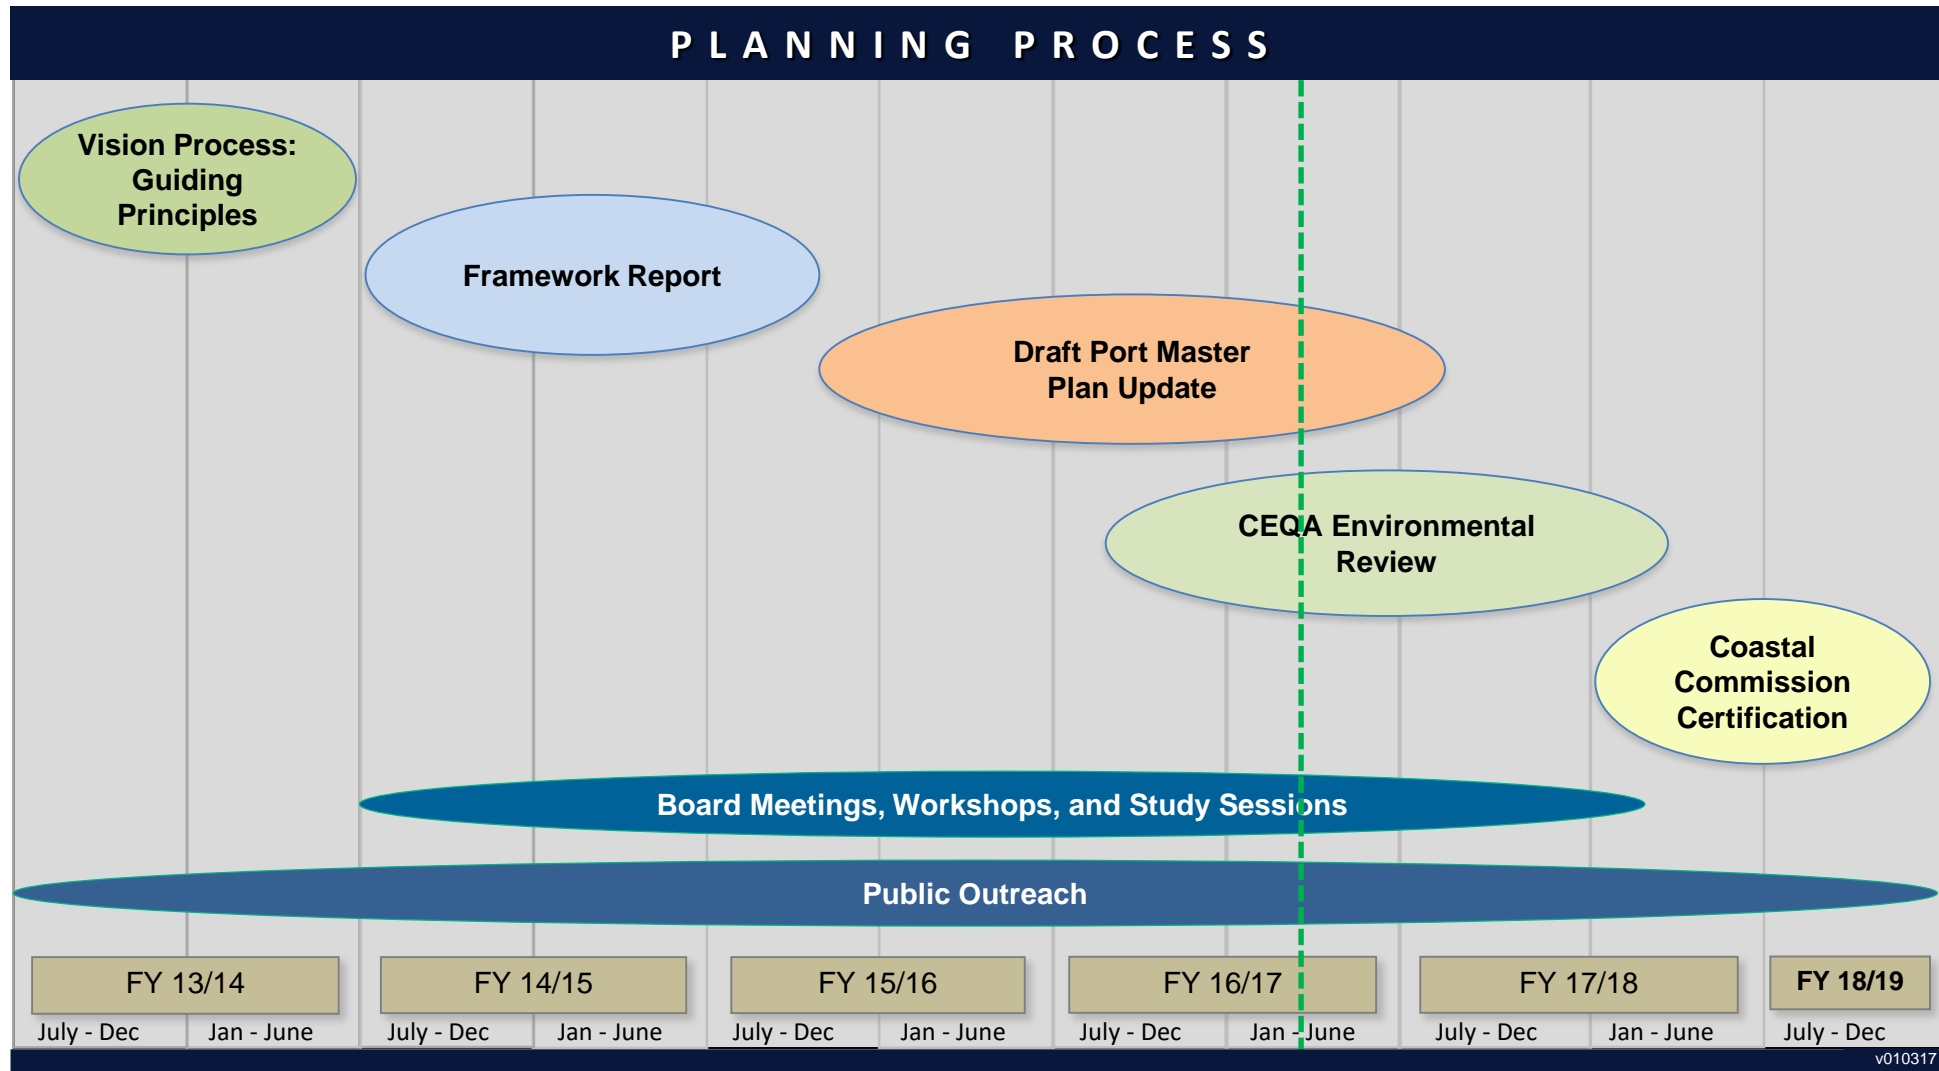 PLANNING PROCESS
Vision Process:
Guiding
Principles
Framework Report
Draft Port Master
Plan Update
CEQA Environmental
Review
Coastal
Commission
Certification
Board Meetings, Workshops, and Study Sessions
Public Outreach
FY 13/14
FY 14/15
FY 15/16
FY 16/17
FY 17/18
FY 18/19
July - Dec
Jan - June
July - Dec
Jan - June
July - Dec
Jan - June
July - Dec
Jan - June
July - Dec
Jan - June
July - Dec
v010317